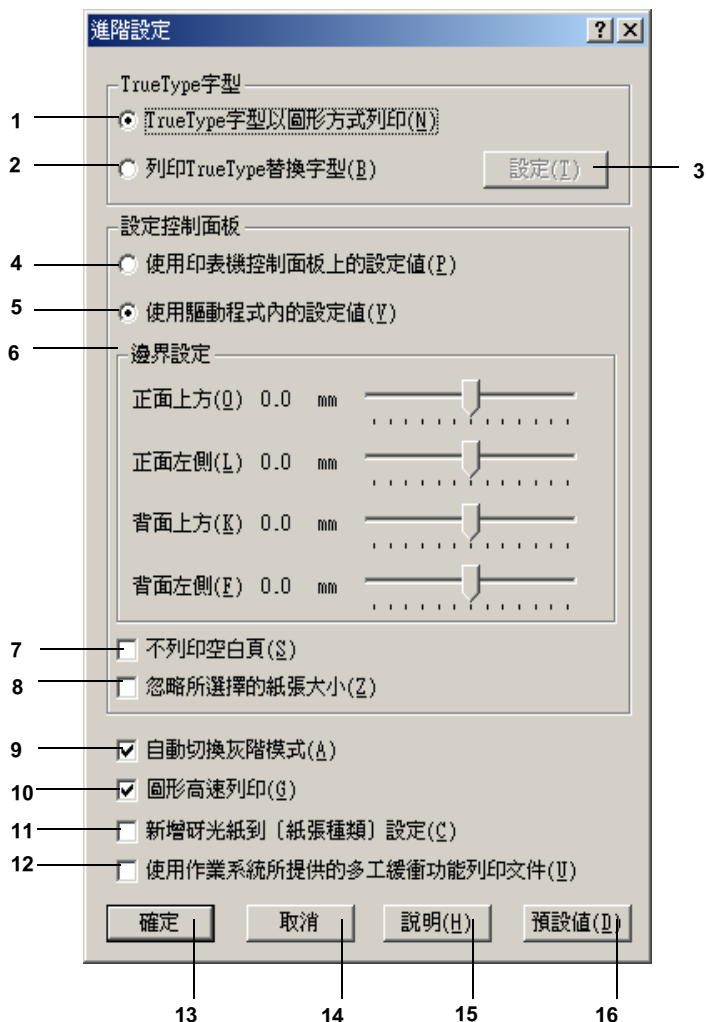 進階設定
TrueType字型
1 TrueType字型以圖形方式列印(N)
2 列印TrueType替換字型(B) 設定(T) 3
設定控制面板
4 使用印表機控制面板上的設定值(P)
5 使用驅動程式內的設定值(V)
6 邊界設定
正面上方(O) 0.0 mm
正面左側(L) 0.0 mm
背面上方(K) 0.0 mm
背面左側(F) 0.0 mm
7 不列印空白頁(S)
8 忽略所選擇的紙張大小(Z)
9 自動切換灰階模式(A)
10 圖形高速列印(G)
11 新增砑光紙到〔紙張種類〕設定(C)
12 使用作業系統所提供的多工緩衝功能列印文件(U)
確定 取消 說明(H) 預設值(D)
13 14 15 16